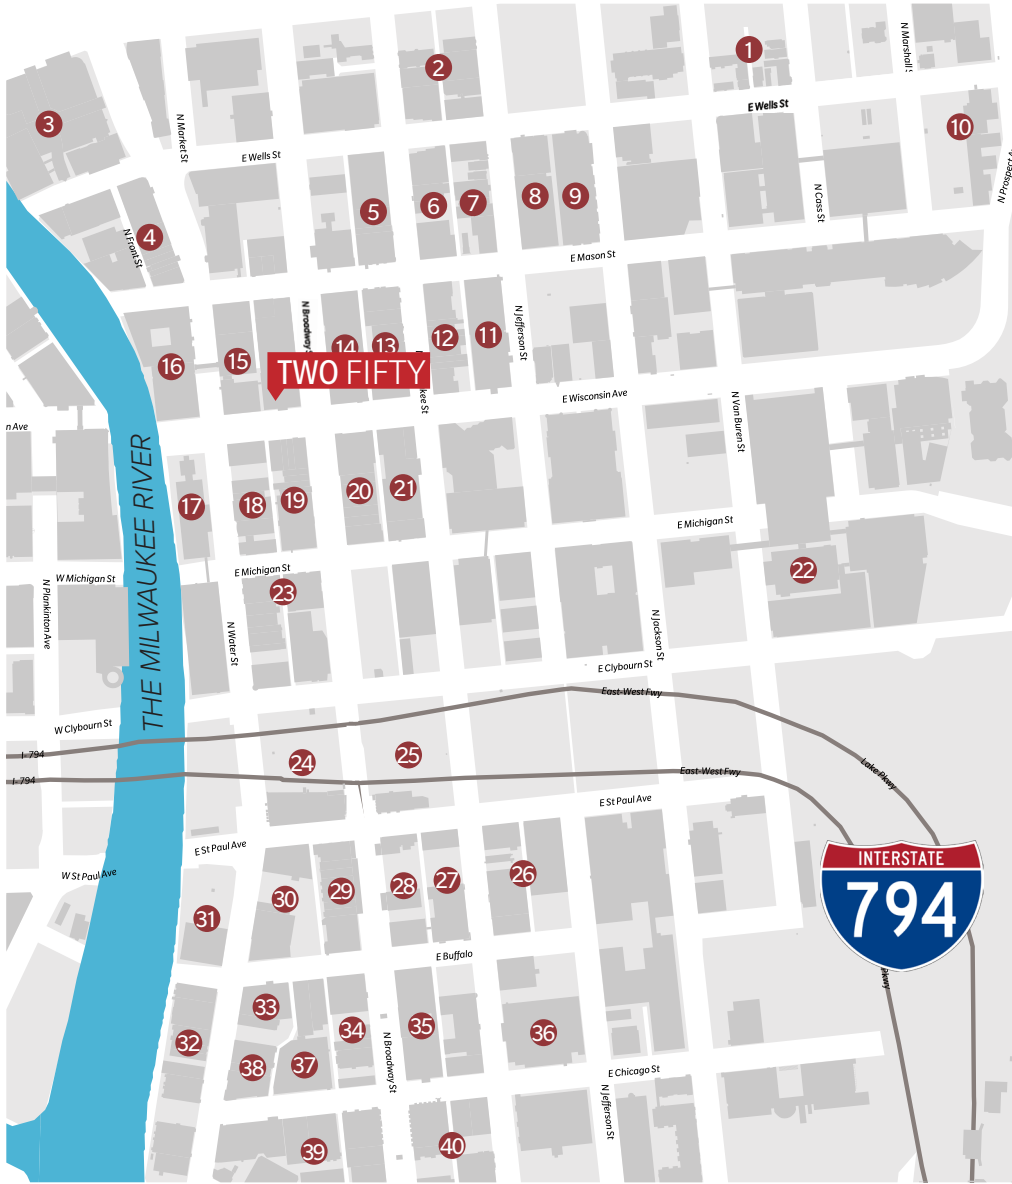 N Marshall S
1
2
E Wells St
3
N Market St
10
E Wells St
N Prospect A
5
6
7
8
9
N Cass St
4
N Front St
E Mason St
N Broadway S
N Jefferson St
16
15
14
13
12
11
TWO FIFTY
kee St
E Wisconsin Ave
N Van Buren St
n Ave
THE MILWAUKEE RIVER
17
18
19
20
21
E Michigan St
E Michigan St
22
W Michigan St
23
N Plankinton Ave
N Water St
N Jackson St
E Clybourn St
East-West Fwy
W Clybourn St
I-794
24
25
I-794
East-West Fwy
Lake Pkwy
E St Paul Ave
E St Paul Ave
W St Paul Ave
INTERSTATE
794
26
27
28
29
30
31
E Buffalo
Pkwy
32
33
34
35
36
37
38
N Broadway St
E Chicago St
N Jefferson St
39
40